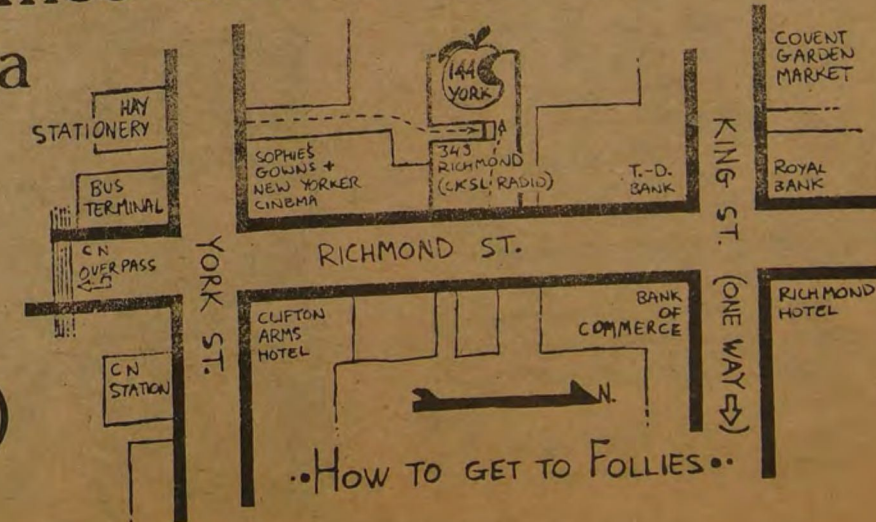 a
HAY
STATIONERY
BUS
TERMINAL
CN
OVERPASS
CN
STATION
YORK ST.
144
YORK
SOPHIE'S
GOWNS +
NEW YORKER
CINEMA
343
RICHMOND
(CKSL RADIO)
T.-D.
BANK
RICHMOND ST.
CLIFTON
ARMS
HOTEL
BANK
OF
COMMERCE
N.
KING ST. (ONE WAY)
COVENT
GARDEN
MARKET
ROYAL
BANK
RICHMOND
HOTEL
··HOW TO GET TO FOLLIES··